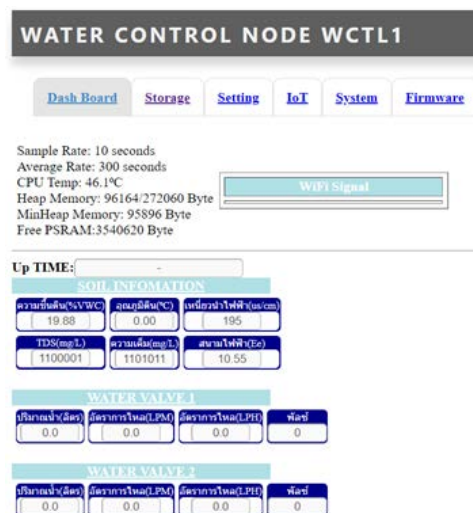 WATER CONTROL NODE WCTL1
Dash Board Storage Setting IoT System Firmware
Sample Rate: 10 seconds
Average Rate: 300 seconds
CPU Temp: 46.1ºC
Heap Memory: 96164/272060 Byte
MinHeap Memory: 95896 Byte
Free PSRAM:3540620 Byte
WiFi Signal
Up TIME: -
SOIL INFOMATION
ความชื้นดิน(%VWC) อุณภูมิดิน(ºC) เหนี่ยวนำไฟฟ้า(us/cm)
19.88 0.00 195
TDS(mg/L) ความเค็ม(mg/L) สนามไฟฟ้า(Ee)
1100001 1101011 10.55
WATER VALVE 1
ปริมาณน้ำ(ลิตร) อัตราการไหล(LPM) อัตราการไหล(LPH) พัลซ์
0.0 0.0 0.0 0
WATER VALVE 2
ปริมาณน้ำ(ลิตร) อัตราการไหล(LPM) อัตราการไหล(LPH) พัลซ์
0.0 0.0 0.0 0